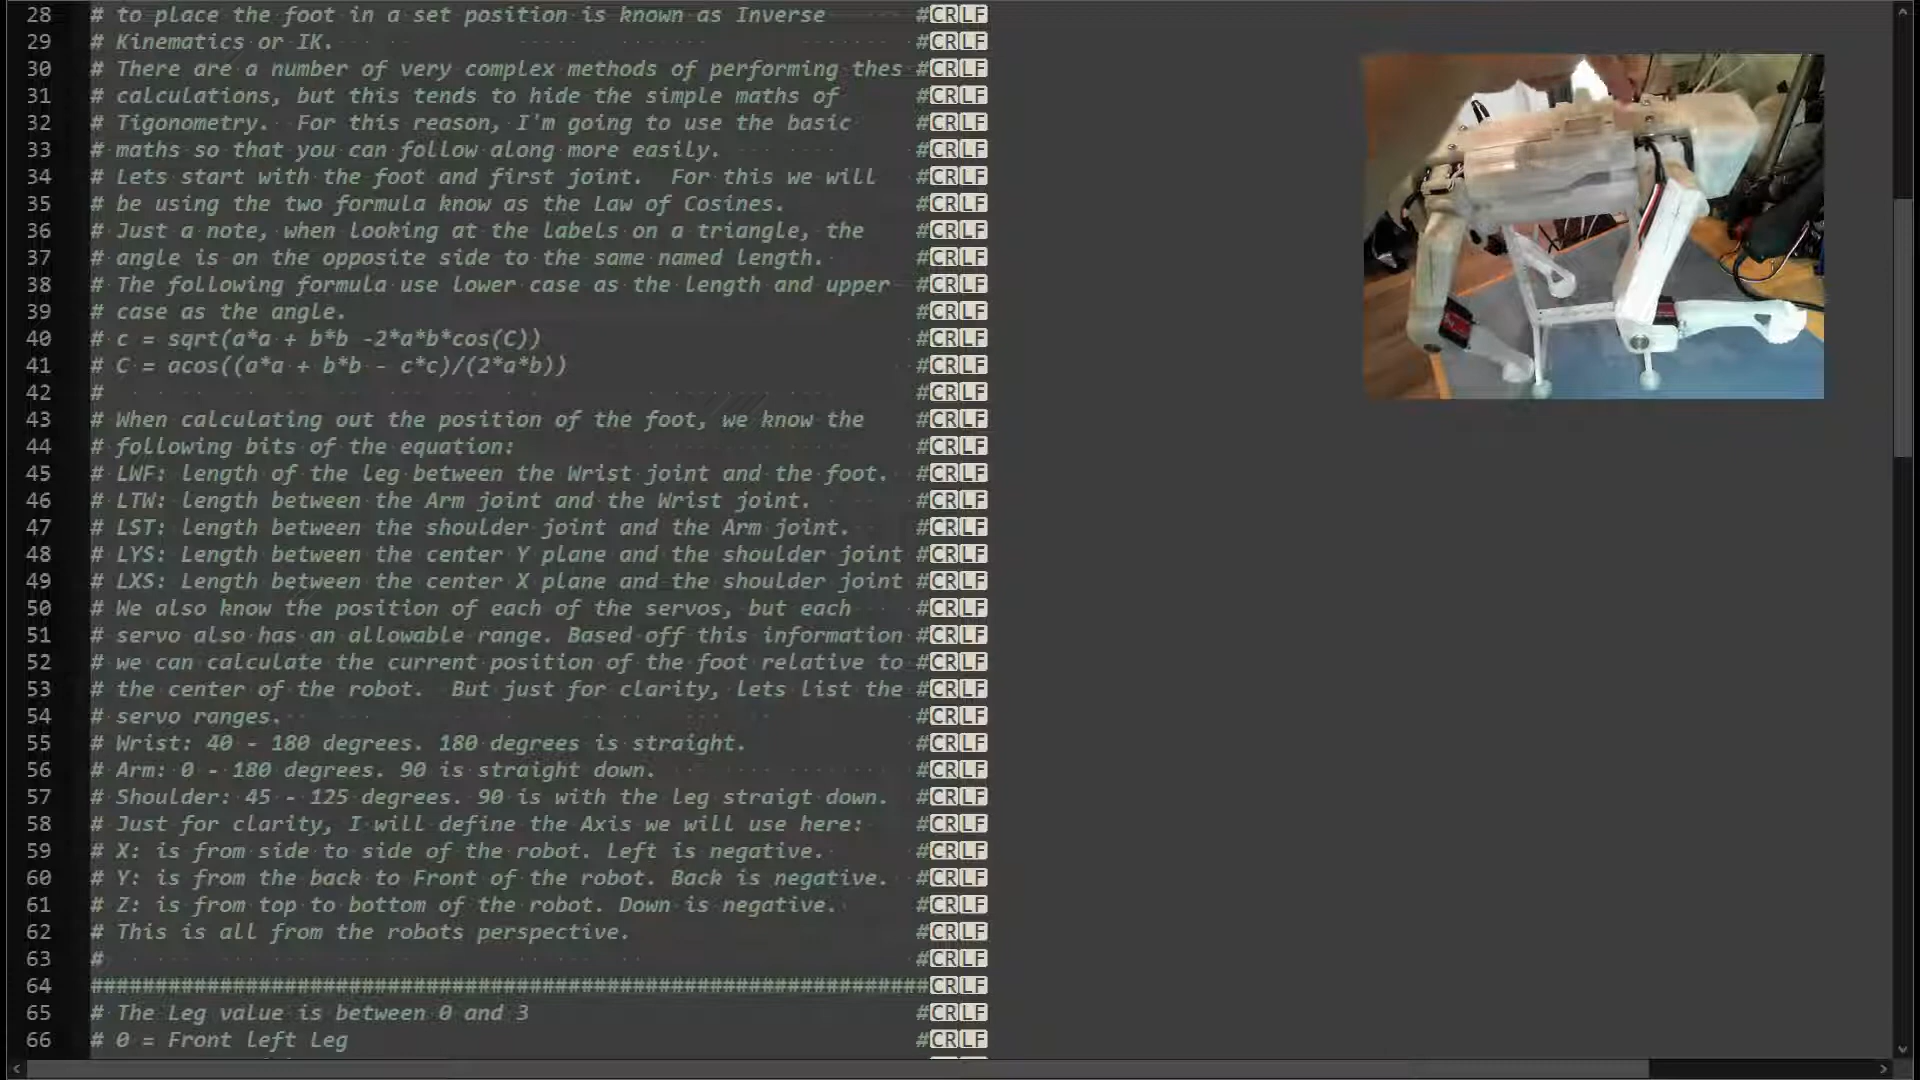 28 # to place the foot in a set position is known as Inverse #CRLF
29 # Kinematics or IK. #CRLF
30 # There are a number of very complex methods of performing thes #CRLF
31 # calculations, but this tends to hide the simple maths of #CRLF
32 # Tigonometry. For this reason, I'm going to use the basic #CRLF
33 # maths so that you can follow along more easily. #CRLF
34 # Lets start with the foot and first joint. For this we will #CRLF
35 # be using the two formula know as the Law of Cosines. #CRLF
36 # Just a note, when looking at the labels on a triangle, the #CRLF
37 # angle is on the opposite side to the same named length. #CRLF
38 # The following formula use lower case as the length and upper #CRLF
39 # case as the angle. #CRLF
40 # c = sqrt(a*a + b*b -2*a*b*cos(C)) #CRLF
41 # C = acos((a*a + b*b - c*c)/(2*a*b)) #CRLF
42 # #CRLF
43 # When calculating out the position of the foot, we know the #CRLF
44 # following bits of the equation: #CRLF
45 # LWF: length of the leg between the Wrist joint and the foot. #CRLF
46 # LTW: length between the Arm joint and the Wrist joint. #CRLF
47 # LST: length between the shoulder joint and the Arm joint. #CRLF
48 # LYS: Length between the center Y plane and the shoulder joint #CRLF
49 # LXS: Length between the center X plane and the shoulder joint #CRLF
50 # We also know the position of each of the servos, but each #CRLF
51 # servo also has an allowable range. Based off this information #CRLF
52 # we can calculate the current position of the foot relative to #CRLF
53 # the center of the robot. But just for clarity, lets list the #CRLF
54 # servo ranges. #CRLF
55 # Wrist: 40 - 180 degrees. 180 degrees is straight. #CRLF
56 # Arm: 0 - 180 degrees. 90 is straight down. #CRLF
57 # Shoulder: 45 - 125 degrees. 90 is with the leg straigt down. #CRLF
58 # Just for clarity, I will define the Axis we will use here: #CRLF
59 # X: is from side to side of the robot. Left is negative. #CRLF
60 # Y: is from the back to Front of the robot. Back is negative. #CRLF
61 # Z: is from top to bottom of the robot. Down is negative. #CRLF
62 # This is all from the robots perspective. #CRLF
63 # #CRLF
64 #################################################################CRLF
65 # The Leg value is between 0 and 3 #CRLF
66 # 0 = Front left Leg #CRLF